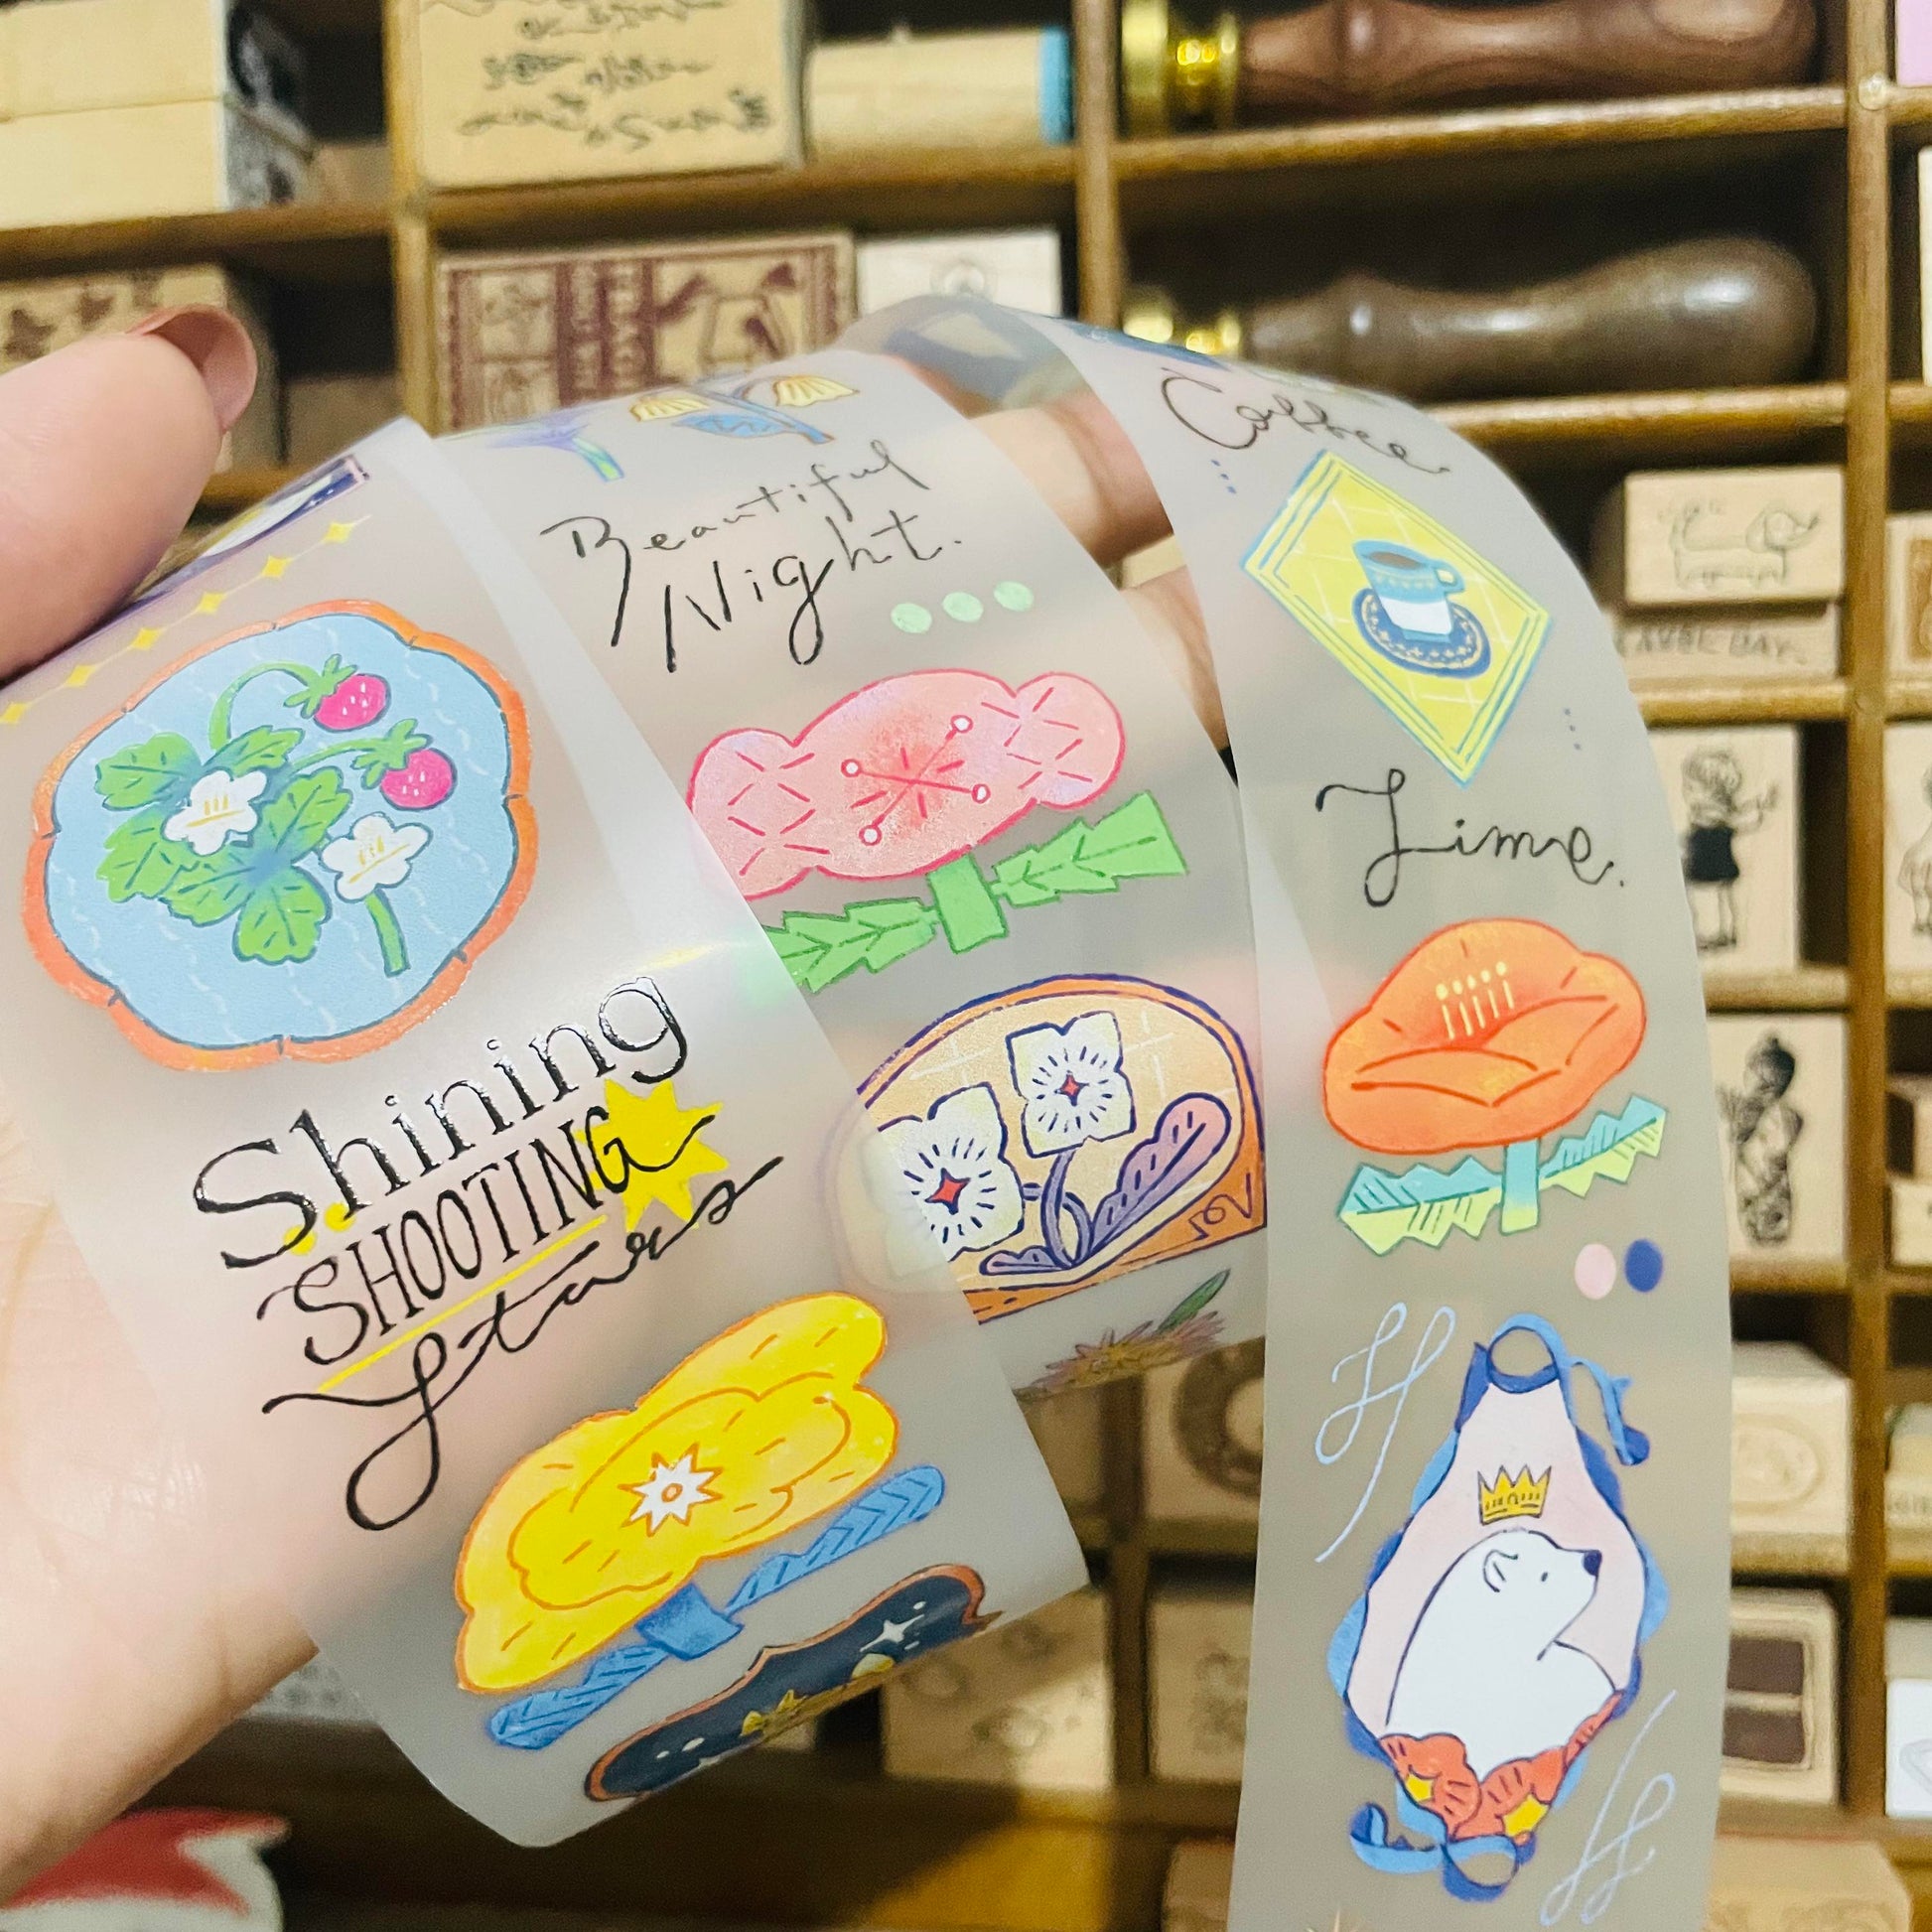 Shining
SHOOTING
Stars
Beautiful
Night.
Coffee
Time.